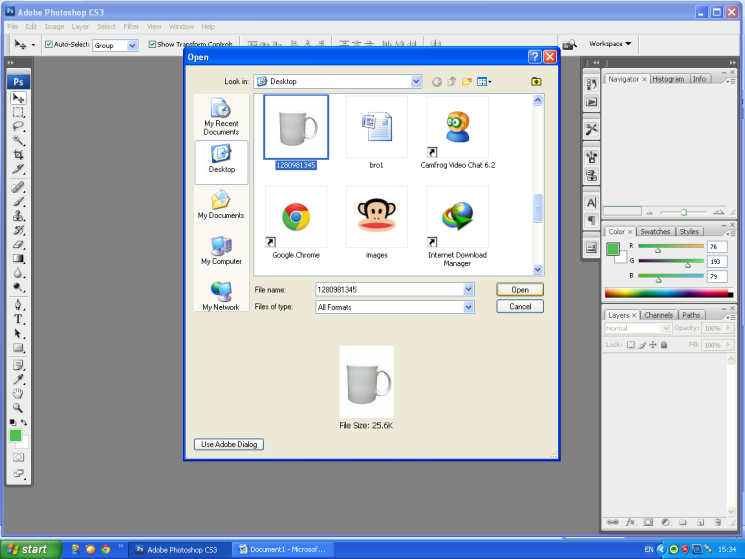 Adobe Photoshop CS3
File Edit Image Layer Select Filter View Window Help
Auto-Select: Group Show Transform Controls Workspace
Ps
Open
Look in: Desktop
My Recent Documents
Desktop
My Documents
My Computer
My Network
1280981345
bro1
Camfrog Video Chat 6.2
Google Chrome
images
Internet Download Manager
File name: 1280981345 Open
Files of type: All Formats Cancel
File Size: 25.6K
Use Adobe Dialog
Navigator × Histogram Info
Color × Swatches Styles
R 76
G 193
B 79
Layers × Channels Paths
Normal Opacity: 100%
Lock: Fill: 100%
start Adobe Photoshop CS3 Document1 - Microsof... EN 15:34